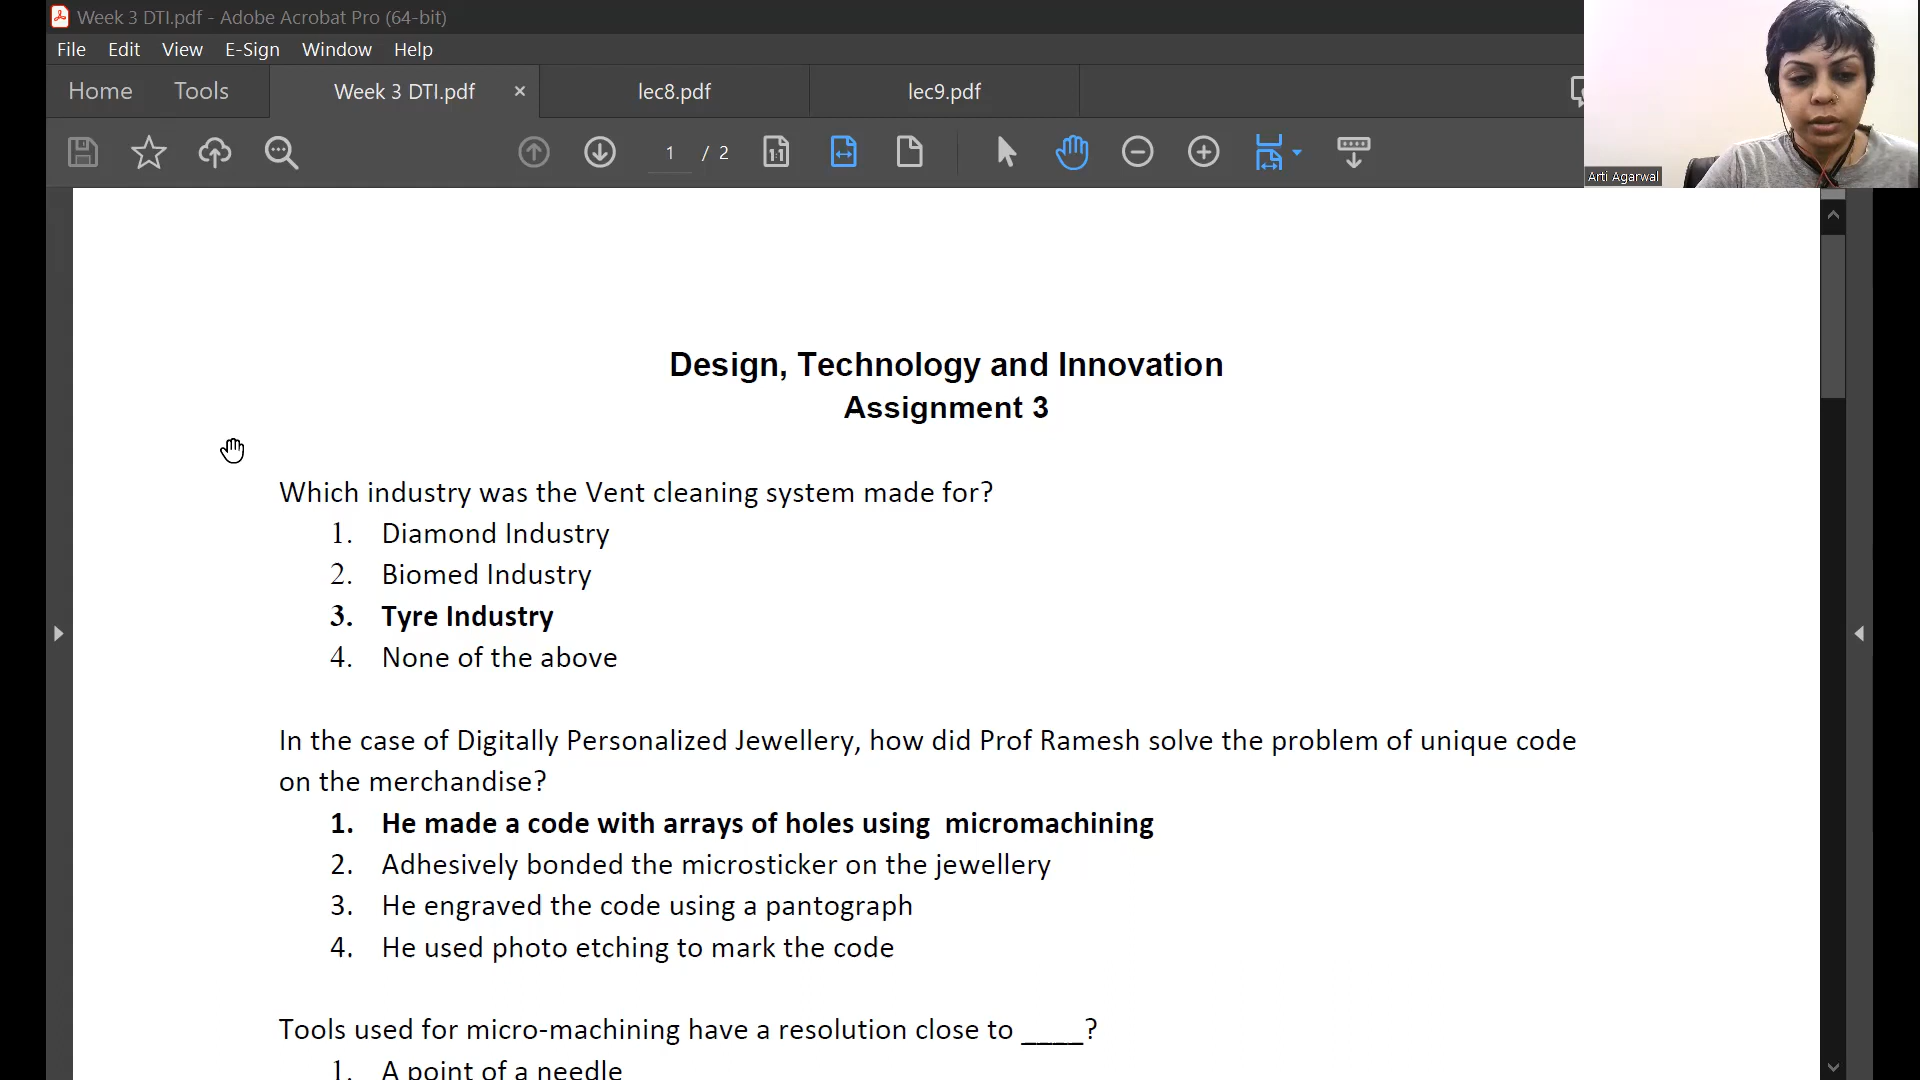 Week 3 DTI.pdf - Adobe Acrobat Pro (64-bit)
File Edit View E-Sign Window Help
Home Tools Week 3 DTI.pdf × lec8.pdf lec9.pdf
1 / 2 1:1
Arti Agarwal
Design, Technology and Innovation
Assignment 3
Which industry was the Vent cleaning system made for?
1. Diamond Industry
2. Biomed Industry
3. Tyre Industry
4. None of the above
In the case of Digitally Personalized Jewellery, how did Prof Ramesh solve the problem of unique code
on the merchandise?
1. He made a code with arrays of holes using  micromachining
2. Adhesively bonded the microsticker on the jewellery
3. He engraved the code using a pantograph
4. He used photo etching to mark the code
Tools used for micro-machining have a resolution close to ____?
1. A point of a needle